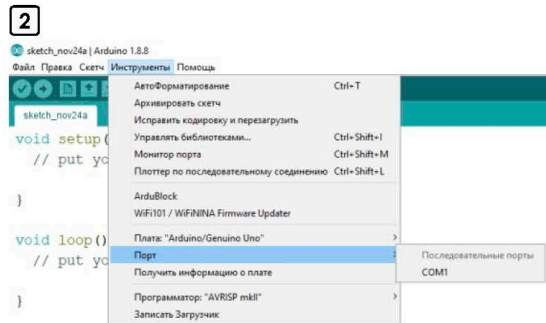 2
sketch_nov24a | Arduino 1.8.8
Файл Правка Скетч Инструменты Помощь
sketch_nov24a
void setup(
// put yo
}
void loop()
// put yo
}
АвтоФорматирование Ctrl+T
Архивировать скетч
Исправить кодировку и перезагрузить
Управлять библиотеками... Ctrl+Shift+I
Монитор порта Ctrl+Shift+M
Плоттер по последовательному соединению Ctrl+Shift+L
ArduBlock
WiFi101 / WiFiNINA Firmware Updater
Плата: "Arduino/Genuino Uno"
Порт
Получить информацию о плате
Программатор: "AVRISP mkII"
Записать Загрузчик
Последовательные порты
COM1